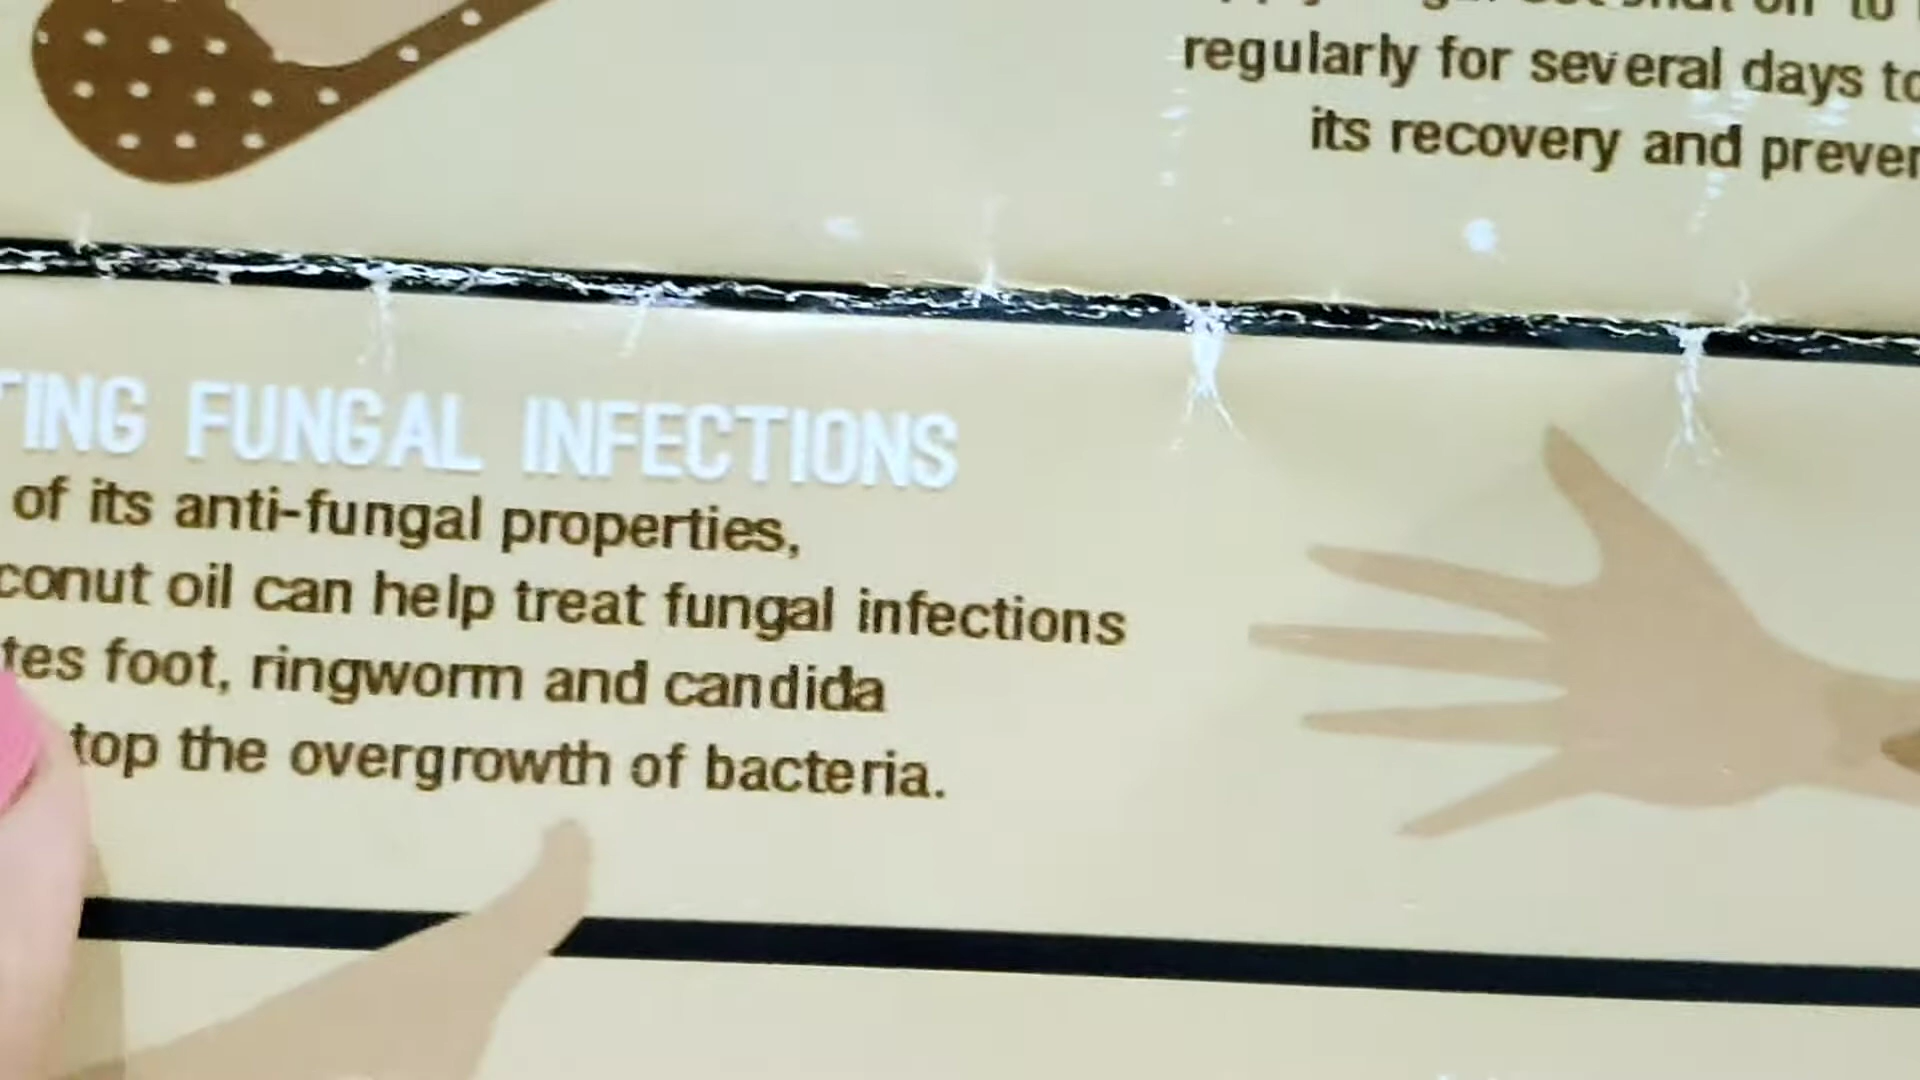 regularly for several days to
its recovery and preven
TING FUNGAL INFECTIONS
of its anti-fungal properties,
conut oil can help treat fungal infections
tes foot, ringworm and candida
top the overgrowth of bacteria.